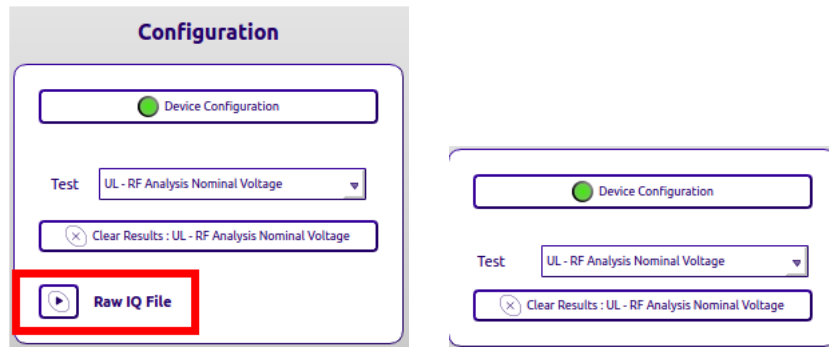 Configuration
Device Configuration
Test UL - RF Analysis Nominal Voltage
Clear Results : UL - RF Analysis Nominal Voltage
Raw IQ File
Device Configuration
Test UL - RF Analysis Nominal Voltage
Clear Results : UL - RF Analysis Nominal Voltage